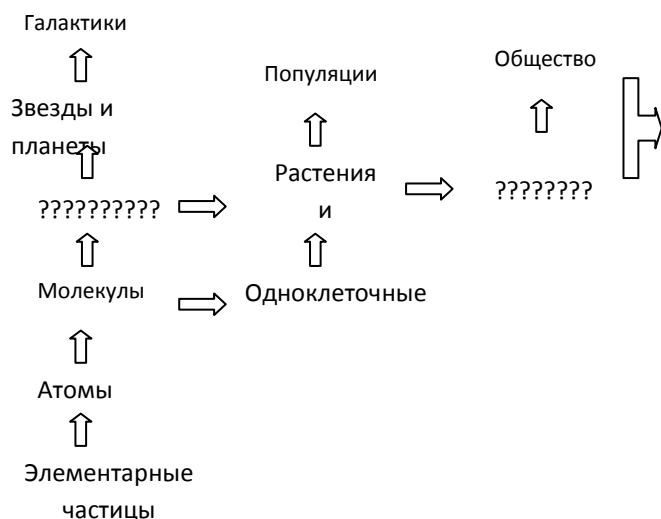 Галактики
Звезды и
планеты
??????????
Молекулы
Атомы
Элементарные
частицы
Популяции
Растения
и
Одноклеточные
Общество
????????